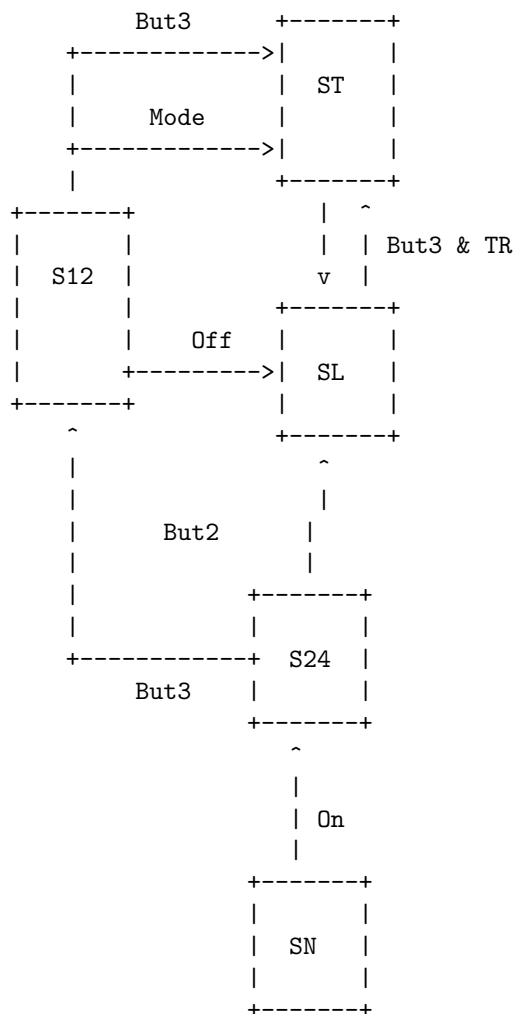 But3
ST
Mode
But3 & TR
S12
Off
SL
But2
S24
But3
On
SN